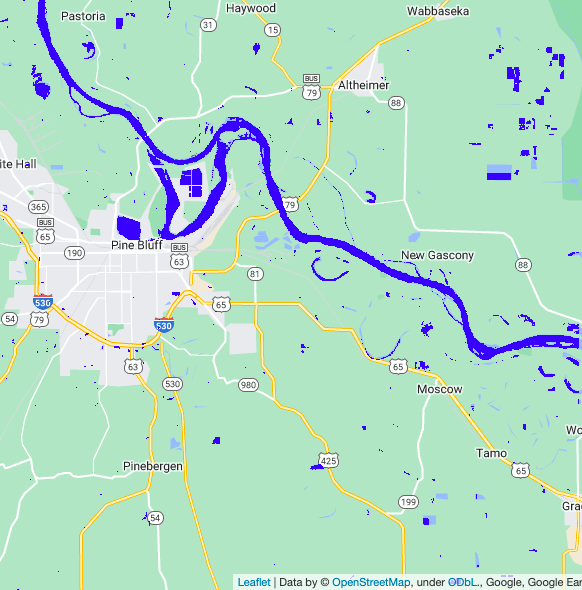 Haywood
Wabbaseka
Pastoria
31
15
BUS
79
Altheimer
88
ite Hall
365
79
BUS
65
Pine Bluff
BUS
190
63
New Gascony
88
81
530
65
54
79
530
63
65
530
980
Moscow
Wo
Tamo
425
Pinebergen
65
199
Gra
54
Leaflet | Data by © OpenStreetMap, under ODbL., Google, Google Ear